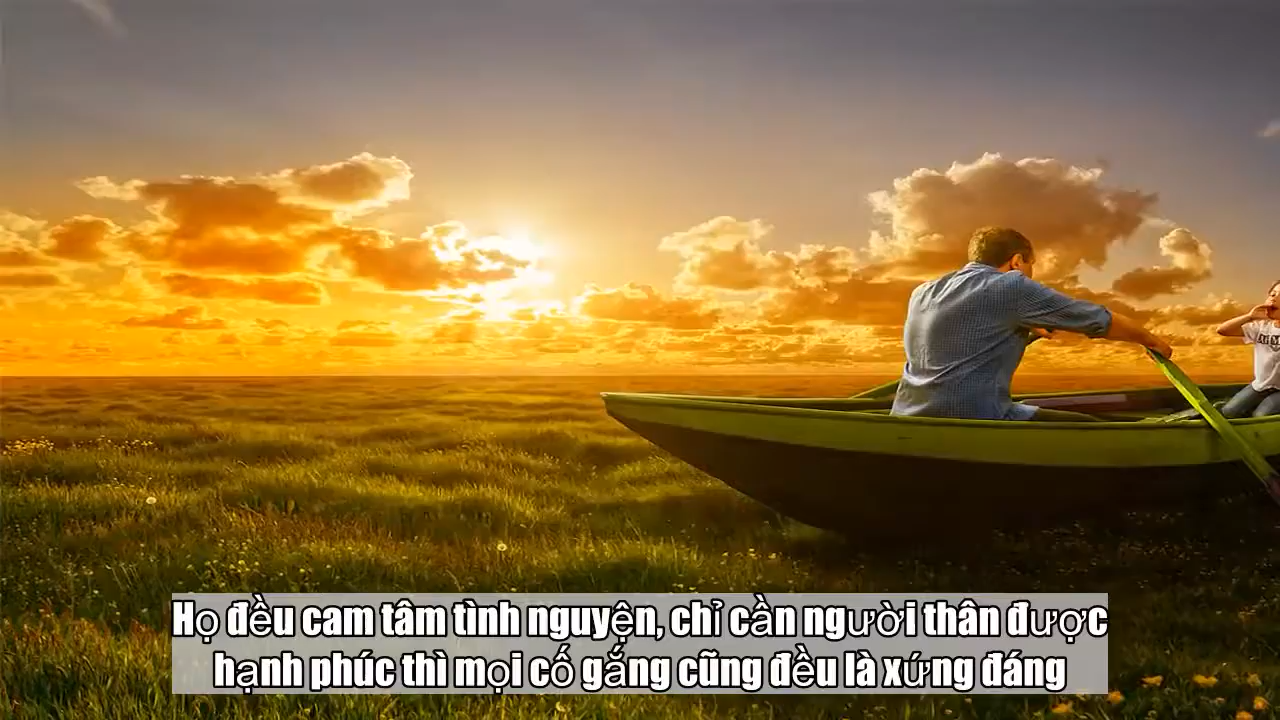 Họ đều cam tâm tình nguyện, chỉ cần người thân được
hạnh phúc thì mọi cố gắng cũng đều là xứng đáng